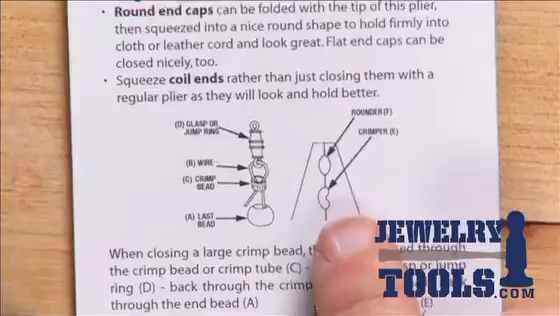 • Round end caps can be folded with the tip of this plier,
then squeezed into a nice round shape to hold firmly into
cloth or leather cord and look great. Flat end caps can be
closed nicely, too.
• Squeeze coil ends rather than just closing them with a
regular plier as they will look and hold better.
(D) CLASP OR
JUMP RING
(B) WIRE
(C) CRIMP
BEAD
(A) LAST
BEAD
ROUNDER (F)
CRIMPER (E)
When closing a large crimp bead, ed through
the crimp bead or crimp tube (C) - or jump
ring (D) - back through the crimp
through the end bead (A) (E)
JEWELRY
TOOLS.COM